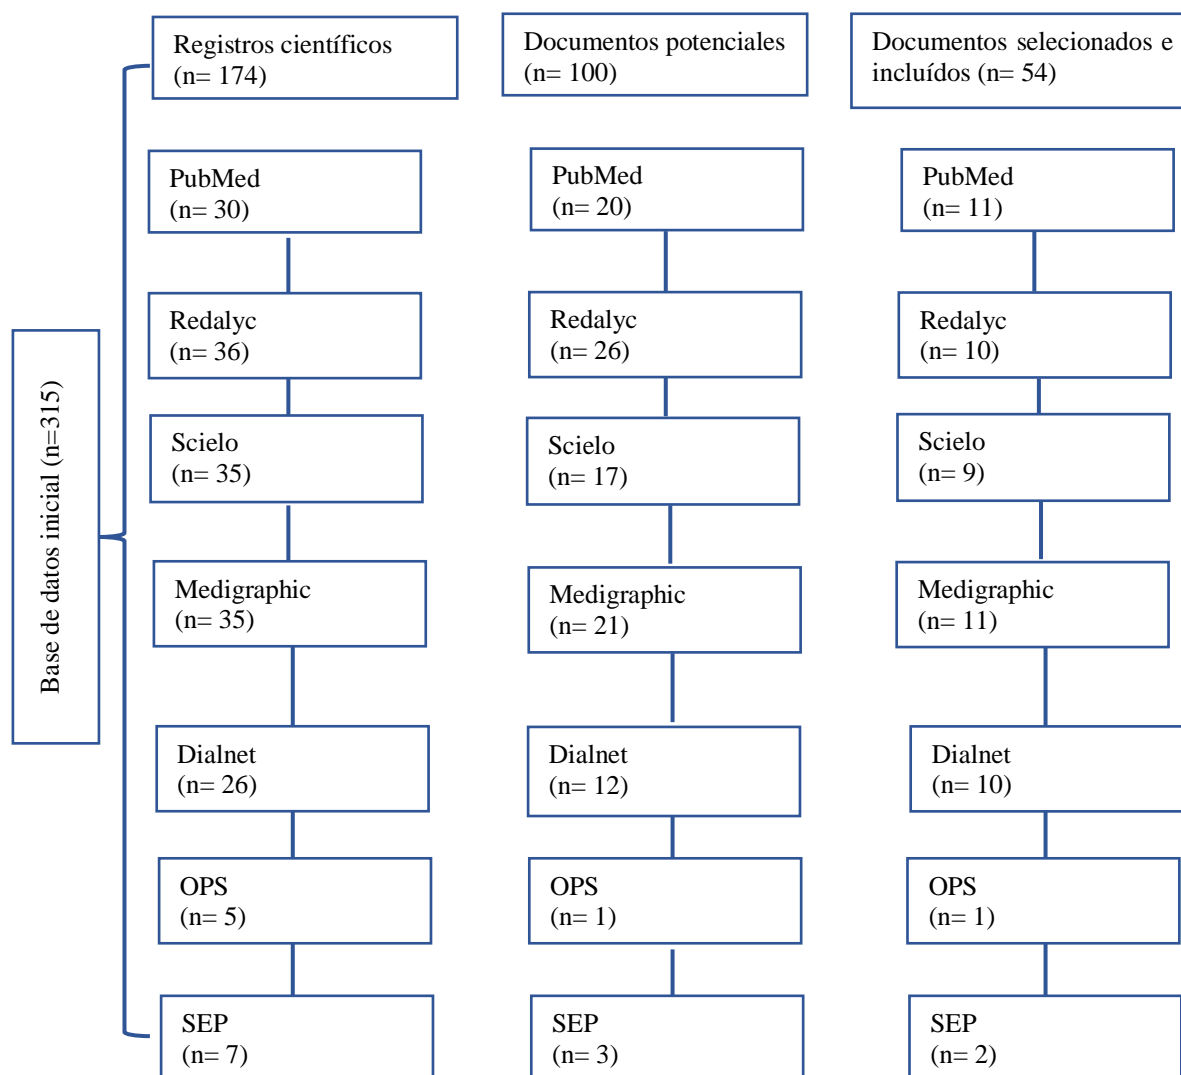 Base de datos inicial (n=315)
Registros científicos
(n= 174)
PubMed
(n= 30)
Redalyc
(n= 36)
Scielo
(n= 35)
Medigraphic
(n= 35)
Dialnet
(n= 26)
OPS
(n= 5)
SEP
(n= 7)
Documentos potenciales
(n= 100)
PubMed
(n= 20)
Redalyc
(n= 26)
Scielo
(n= 17)
Medigraphic
(n= 21)
Dialnet
(n= 12)
OPS
(n= 1)
SEP
(n= 3)
Documentos selecionados e
incluídos (n= 54)
PubMed
(n= 11)
Redalyc
(n= 10)
Scielo
(n= 9)
Medigraphic
(n= 11)
Dialnet
(n= 10)
OPS
(n= 1)
SEP
(n= 2)